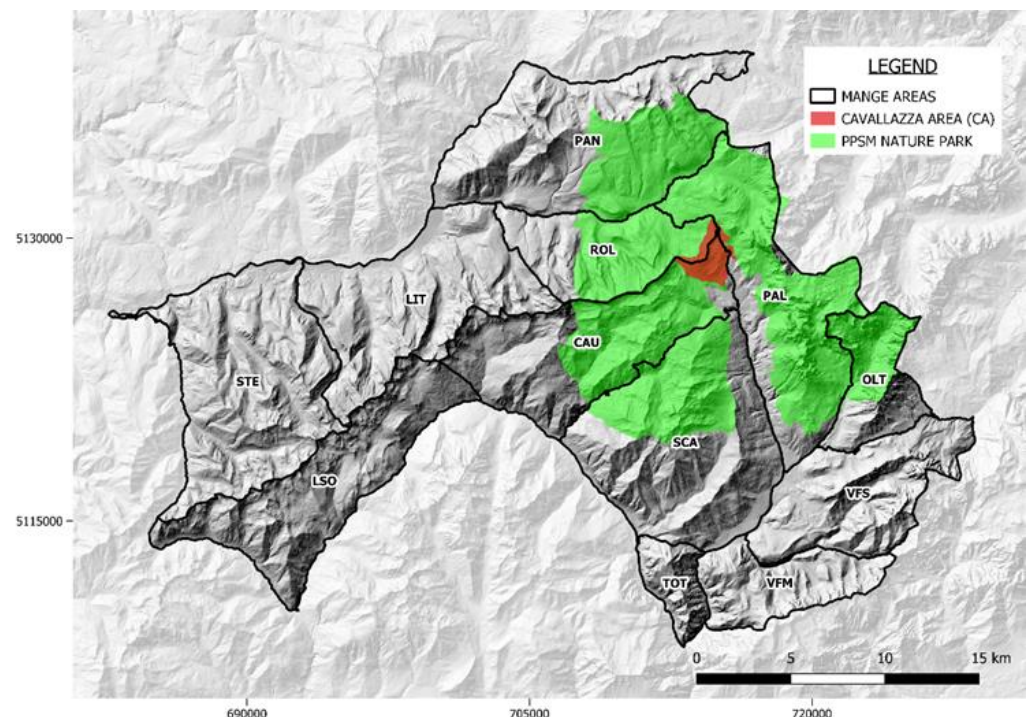 LEGEND
MANGE AREAS
CAVALLAZZA AREA (CA)
PPSM NATURE PARK
PAN
5130000
ROL
LIT
PAL
CAU
STE
OLT
SCA
LSO
VFS
5115000
TOT
VFM
0 5 10 15 km
690000 705000 720000